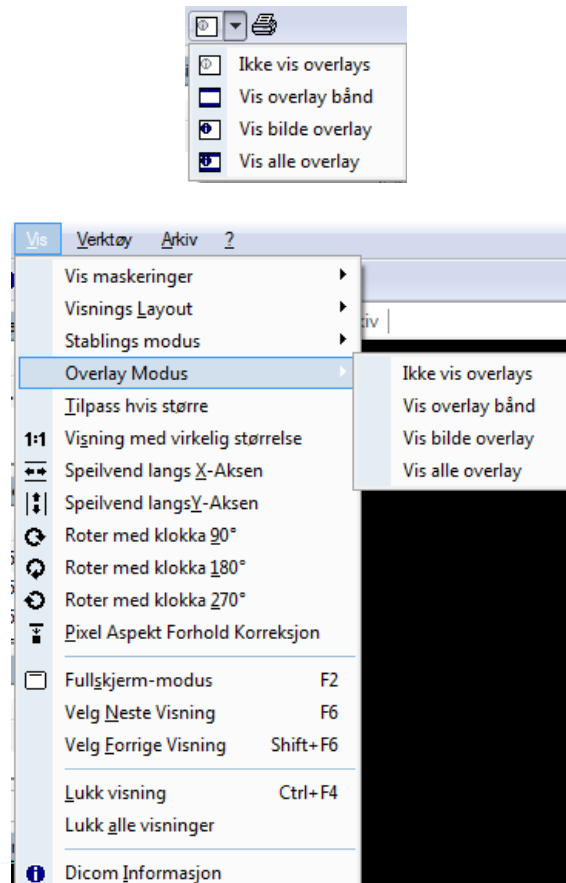 Ikke vis overlays
Vis overlay bånd
Vis bilde overlay
Vis alle overlay
Vis Verktøy Arkiv ?
Vis maskeringer
Visnings Layout
iv
Stablings modus
Overlay Modus
Ikke vis overlays
Tilpass hvis større
Vis overlay bånd
1:1 Visning med virkelig størrelse
Vis bilde overlay
Speilvend langs X-Aksen
Vis alle overlay
Speilvend langsY-Aksen
Roter med klokka 90°
Roter med klokka 180°
Roter med klokka 270°
Pixel Aspekt Forhold Korreksjon
Fullskjerm-modus F2
Velg Neste Visning F6
Velg Forrige Visning Shift+F6
Lukk visning Ctrl+F4
Lukk alle visninger
Dicom Informasjon